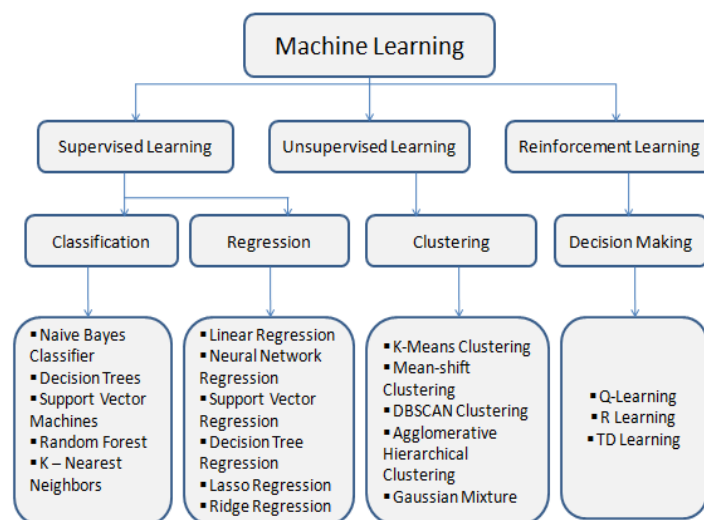 Machine Learning
Supervised Learning
Unsupervised Learning
Reinforcement Learning
Classification
Regression
Clustering
Decision Making
▪ Naive Bayes
Classifier
▪ Decision Trees
▪ Support Vector
Machines
▪ Random Forest
▪ K – Nearest
Neighbors
▪ Linear Regression
▪ Neural Network
Regression
▪ Support Vector
Regression
▪ Decision Tree
Regression
▪ Lasso Regression
▪ Ridge Regression
▪ K-Means Clustering
▪ Mean-shift
Clustering
▪ DBSCAN Clustering
▪ Agglomerative
Hierarchical
Clustering
▪ Gaussian Mixture
▪ Q-Learning
▪ R Learning
▪ TD Learning